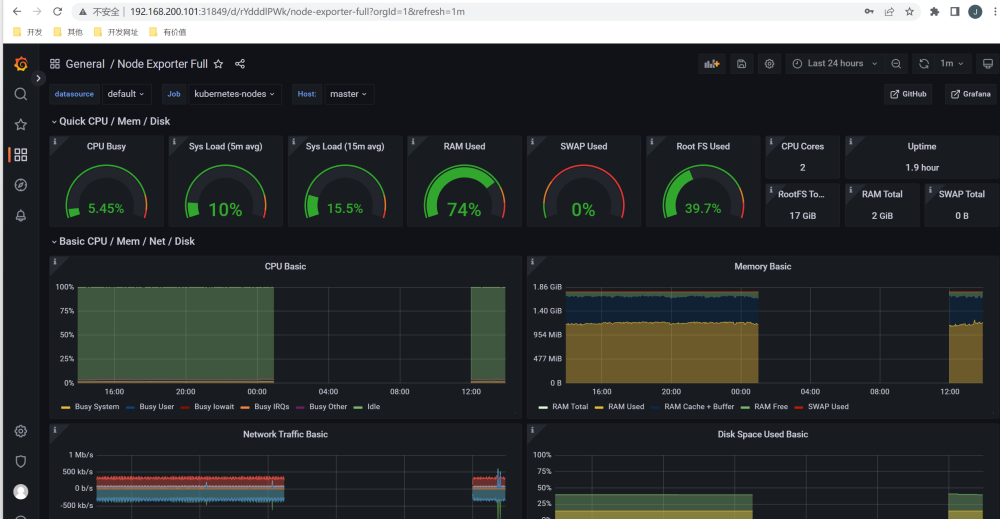 不安全 | 192.168.200.101:31849/d/rYdddlPWk/node-exporter-full?orgId=1&refresh=1m
J
开发 其他 开发网址 有价值
General / Node Exporter Full
Last 24 hours
1m
datasource default Job kubernetes-nodes Host: master
GitHub Grafana
Quick CPU / Mem / Disk
CPU Busy
5.45%
Sys Load (5m avg)
10%
Sys Load (15m avg)
15.5%
RAM Used
74%
SWAP Used
0%
Root FS Used
39.7%
CPU Cores
2
Uptime
1.9 hour
RootFS To...
17 GiB
RAM Total
2 GiB
SWAP Total
0 B
Basic CPU / Mem / Net / Disk
CPU Basic
100%
75%
50%
25%
0%
16:00 20:00 00:00 04:00 08:00 12:00
Busy System Busy User Busy Iowait Busy IRQs Busy Other Idle
Memory Basic
1.86 GiB
1.40 GiB
954 MiB
477 MiB
0 B
16:00 20:00 00:00 04:00 08:00 12:00
RAM Total RAM Used RAM Cache + Buffer RAM Free SWAP Used
Network Traffic Basic
1 Mb/s
500 kb/s
0 b/s
-500 kb/s
Disk Space Used Basic
100%
75%
50%
25%